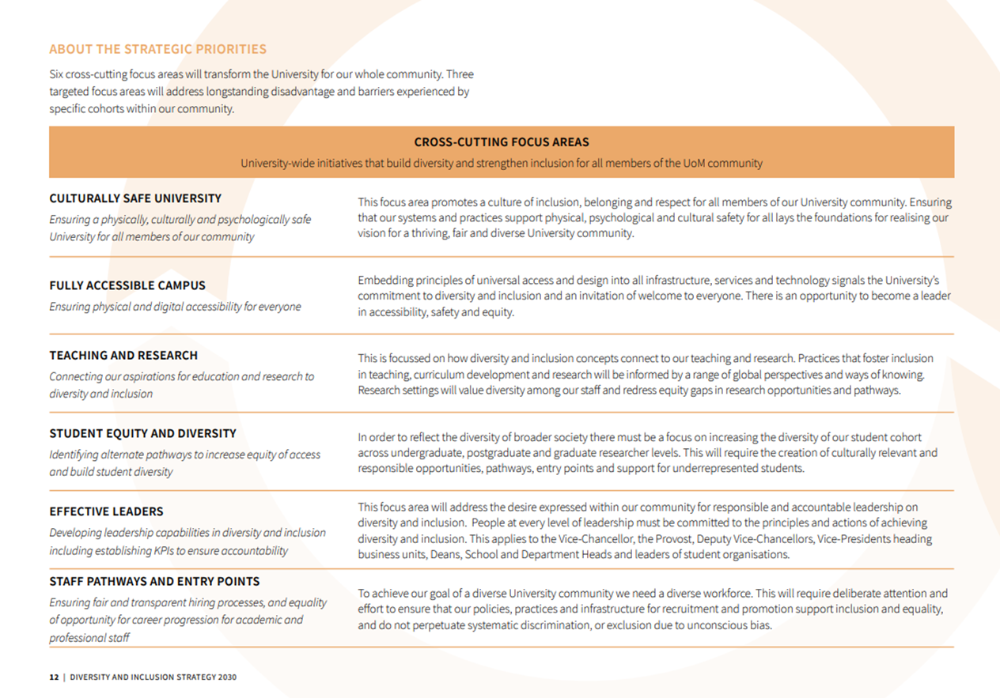 ABOUT THE STRATEGIC PRIORITIES
Six cross-cutting focus areas will transform the University for our whole community. Three
targeted focus areas will address longstanding disadvantage and barriers experienced by
specific cohorts within our community.
CROSS-CUTTING FOCUS AREAS
University-wide initiatives that build diversity and strengthen inclusion for all members of the UoM community
CULTURALLY SAFE UNIVERSITY
Ensuring a physically, culturally and psychologically safe
University for all members of our community
This focus area promotes a culture of inclusion, belonging and respect for all members of our University community. Ensuring
that our systems and practices support physical, psychological and cultural safety for all lays the foundations for realising our
vision for a thriving, fair and diverse University community.
FULLY ACCESSIBLE CAMPUS
Ensuring physical and digital accessibility for everyone
Embedding principles of universal access and design into all infrastructure, services and technology signals the University's
commitment to diversity and inclusion and an invitation of welcome to everyone. There is an opportunity to become a leader
in accessibility, safety and equity.
TEACHING AND RESEARCH
Connecting our aspirations for education and research to
diversity and inclusion
This is focussed on how diversity and inclusion concepts connect to our teaching and research. Practices that foster inclusion
in teaching, curriculum development and research will be informed by a range of global perspectives and ways of knowing.
Research settings will value diversity among our staff and redress equity gaps in research opportunities and pathways.
STUDENT EQUITY AND DIVERSITY
Identifying alternate pathways to increase equity of access
and build student diversity
In order to reflect the diversity of broader society there must be a focus on increasing the diversity of our student cohort
across undergraduate, postgraduate and graduate researcher levels. This will require the creation of culturally relevant and
responsible opportunities, pathways, entry points and support for underrepresented students.
EFFECTIVE LEADERS
Developing leadership capabilities in diversity and inclusion
including establishing KPIs to ensure accountability
This focus area will address the desire expressed within our community for responsible and accountable leadership on
diversity and inclusion. People at every level of leadership must be committed to the principles and actions of achieving
diversity and inclusion. This applies to the Vice-Chancellor, the Provost, Deputy Vice-Chancellors, Vice-Presidents heading
business units, Deans, School and Department Heads and leaders of student organisations.
STAFF PATHWAYS AND ENTRY POINTS
Ensuring fair and transparent hiring processes, and equality
of opportunity for career progression for academic and
professional staff
To achieve our goal of a diverse University community we need a diverse workforce. This will require deliberate attention and
effort to ensure that our policies, practices and infrastructure for recruitment and promotion support inclusion and equality,
and do not perpetuate systematic discrimination, or exclusion due to unconscious bias.
12 | DIVERSITY AND INCLUSION STRATEGY 2030